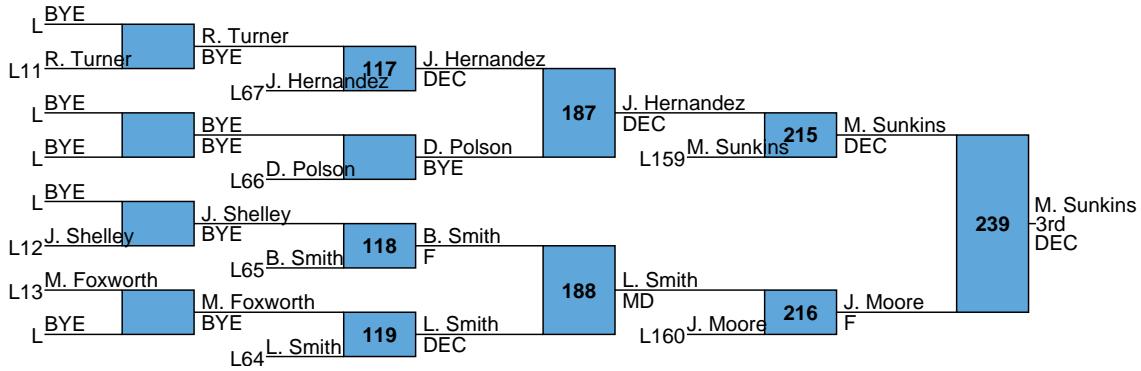 L BYE
L11 R. Turner
R. Turner
BYE
L67 J. Hernandez
117
J. Hernandez
DEC
L BYE
L BYE
BYE
BYE
L66 D. Polson
D. Polson
BYE
187
J. Hernandez
DEC
L159 M. Sunkins
215
M. Sunkins
DEC
L BYE
L12 J. Shelley
J. Shelley
BYE
L65 B. Smith
118
B. Smith
F
L13 M. Foxworth
L BYE
M. Foxworth
BYE
L64 L. Smith
119
L. Smith
DEC
188
L. Smith
MD
L160 J. Moore
216
J. Moore
F
239
M. Sunkins
3rd
DEC